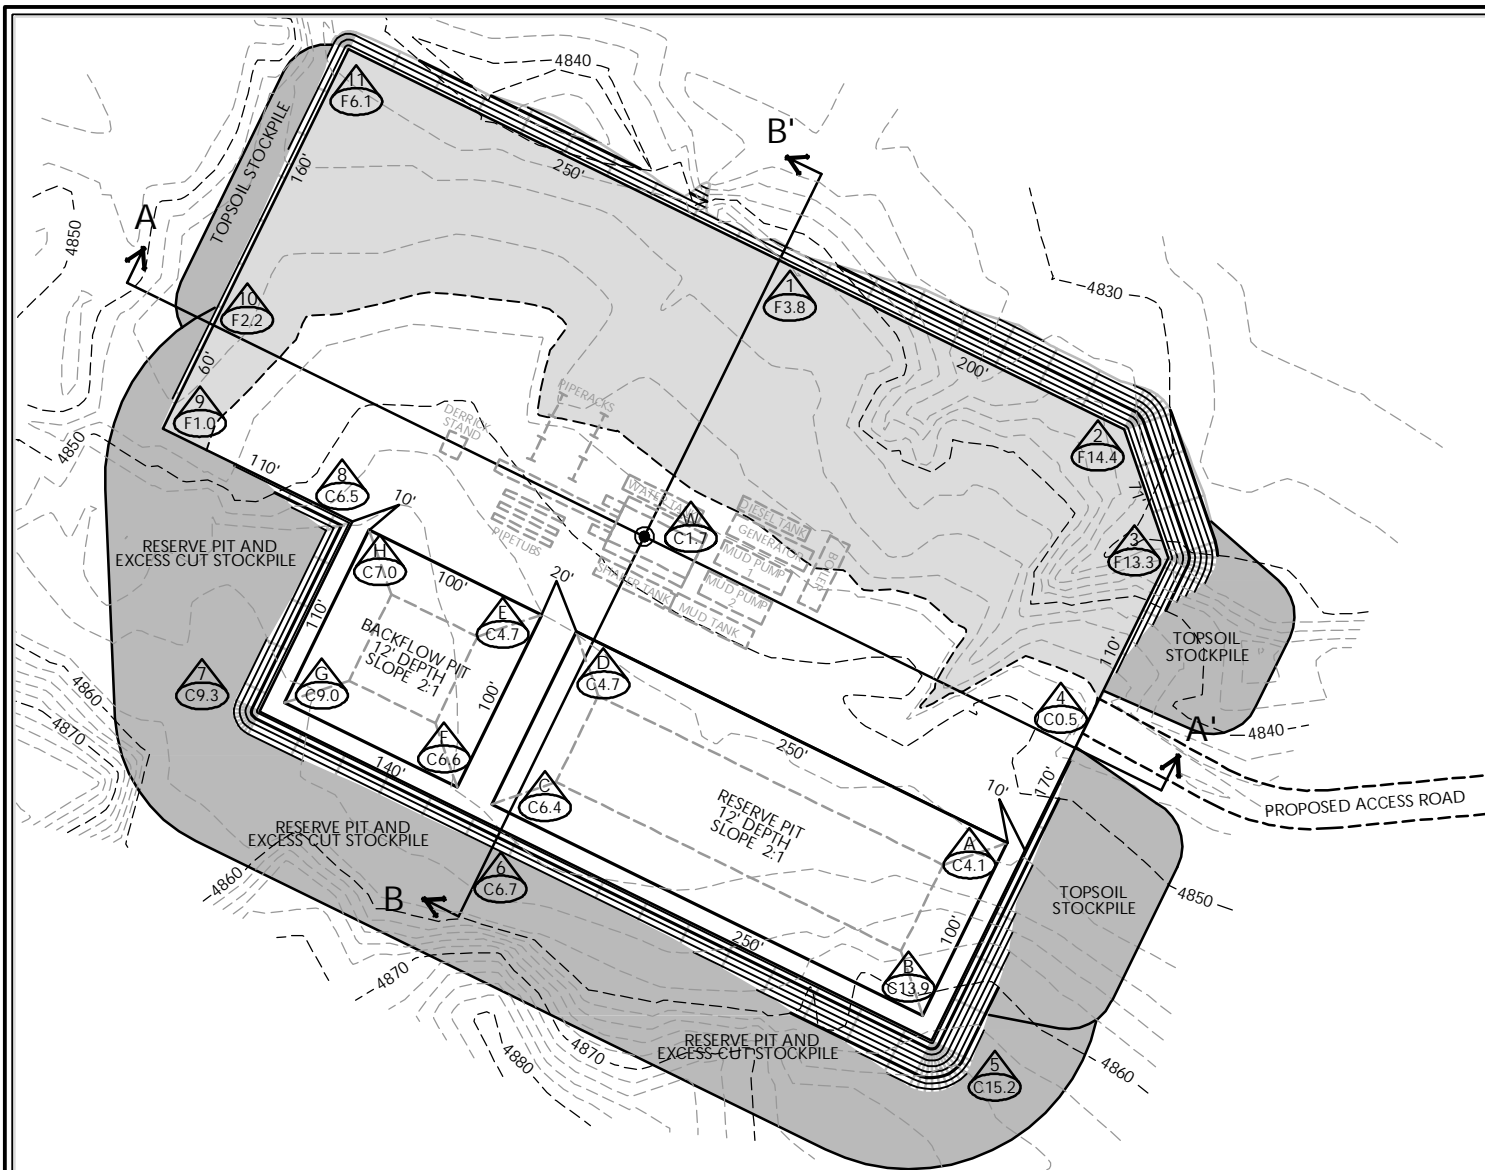 4840
11
F6.1
TOPSOIL STOCKPILE
160'
250'
B'
A
4850
10
F2.2
1
F3.8
4830
60'
9
F1.0
200'
PIPERACKS
DERRICK
STAND
2
F14.4
4850
110'
8
C6.5
10'
WATER TANK
W
C1.7
DIESEL TANK
GENERATOR
BOILER
PIPETUBS
3
F13.3
RESERVE PIT AND
EXCESS CUT STOCKPILE
H
C7.0
100'
20'
SHAKER TANK
MUD PUMP
1
MUD PUMP
2
MUD TANK
110'
E
C4.7
BACKFLOW PIT
12' DEPTH
SLOPE 2:1
D
C4.7
110'
TOPSOIL
STOCKPILE
7
C9.3
G
C9.0
100'
4860
4870
4
C0.5
A'
4840
F
C6.6
250'
140'
C
C6.4
10'
170'
PROPOSED ACCESS ROAD
RESERVE PIT
12' DEPTH
SLOPE 2:1
RESERVE PIT AND
EXCESS CUT STOCKPILE
A
C4.1
6
C6.7
4860
B
TOPSOIL
STOCKPILE
4850
100'
250'
4870
B
C13.9
RESERVE PIT AND
EXCESS CUT STOCKPILE
4870
4880
5
C15.2
4860